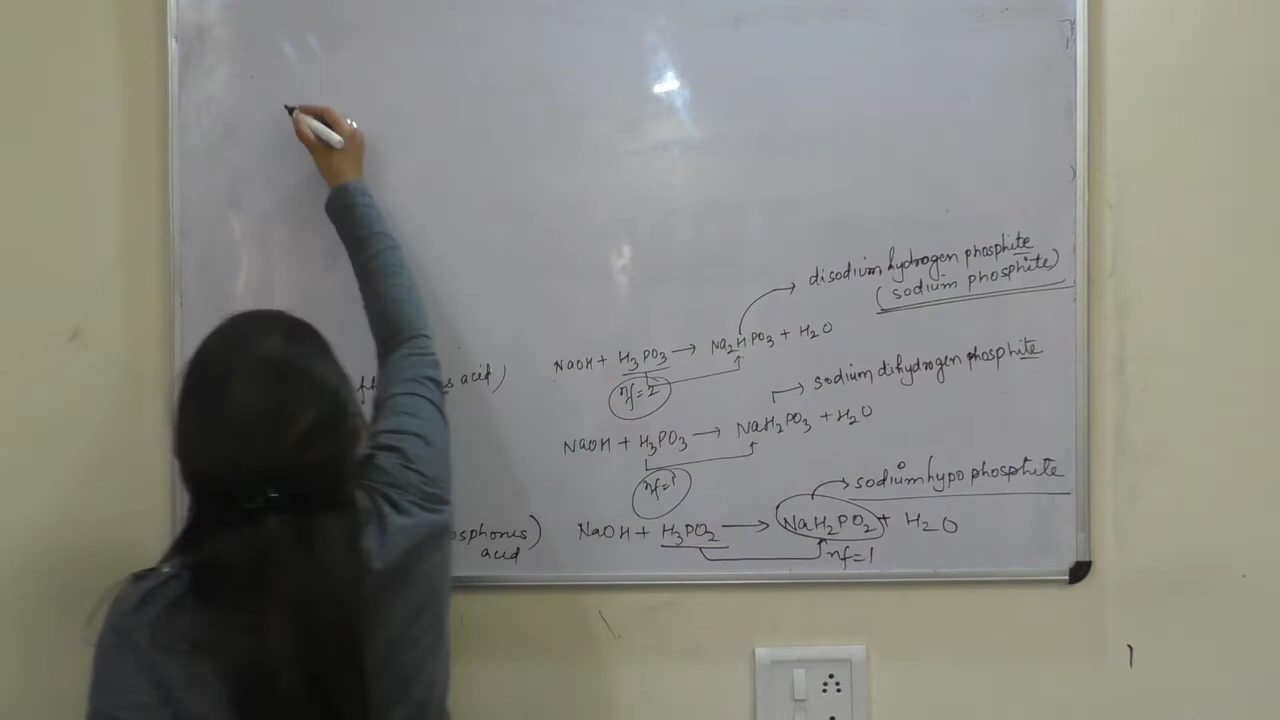 disodium hydrogen phosphite
(sodium phosphite)
NaOH + H3PO3 → Na2HPO3 + H2O
nf=2
acid)
sodium dihydrogen phosphite
NaOH + H3PO3 → NaH2PO3 + H2O
nf=1
sodium hypo phosphite
NaOH + H3PO2 → NaH2PO2 + H2O
nf=1
acid